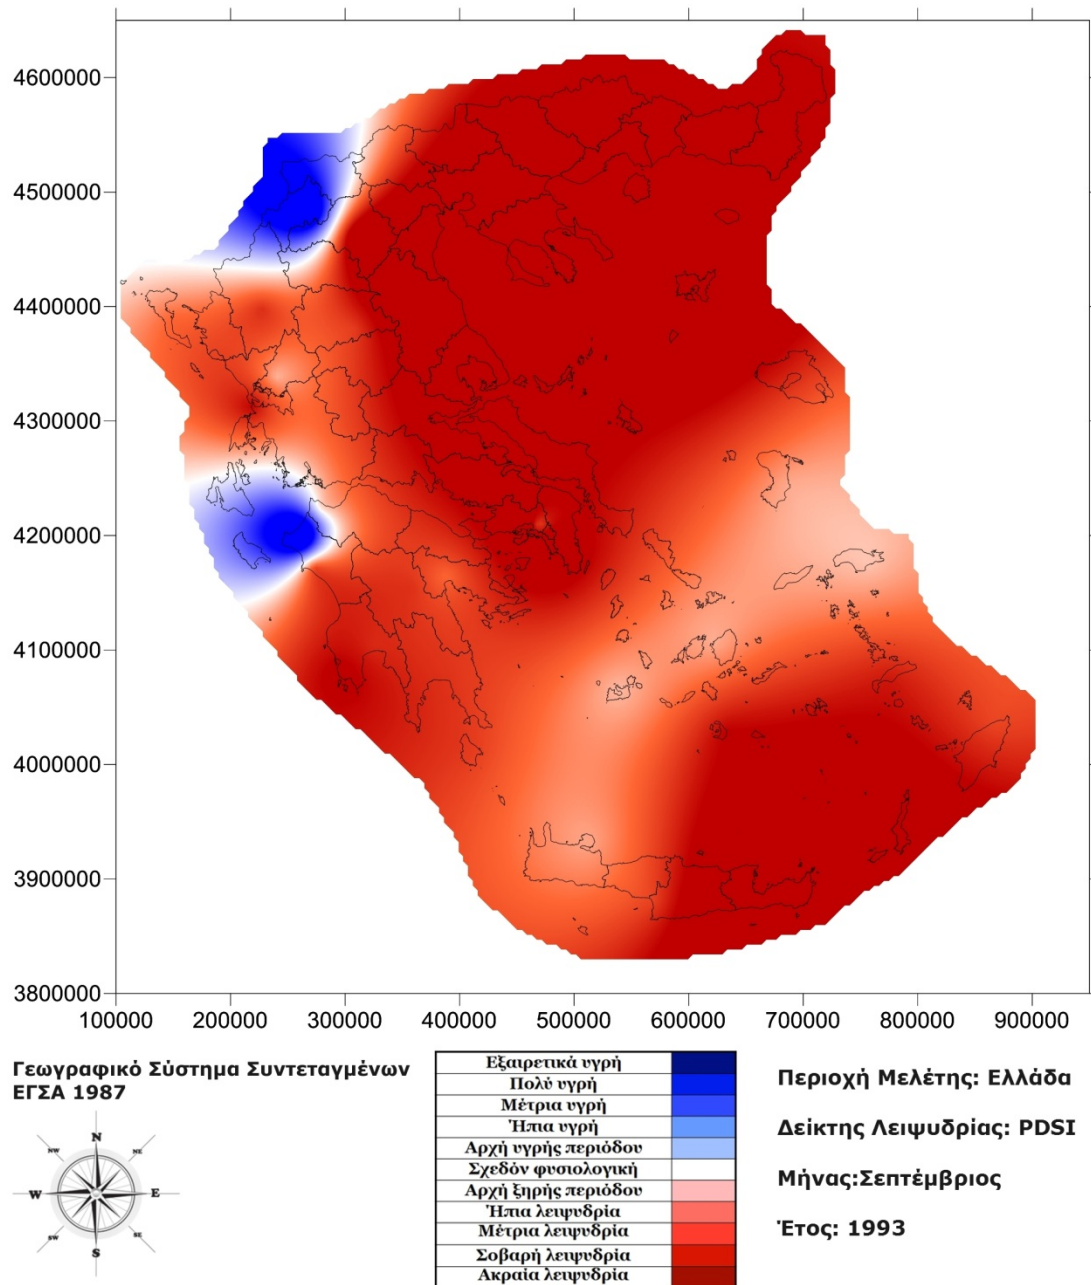 4600000
4500000
4400000
4300000
4200000
4100000
4000000
3900000
3800000
100000 200000 300000 400000 500000 600000 700000 800000 900000
Γεωγραφικό Σύστημα Συντεταγμένων
ΕΓΣΑ 1987
N
NW NE
W E
SW SE
S
Εξαιρετικά υγρή
Πολύ υγρή
Μέτρια υγρή
Ήπια υγρή
Αρχή υγρής περιόδου
Σχεδόν φυσιολογική
Αρχή ξηρής περιόδου
Ήπια λειψυδρία
Μέτρια λειψυδρία
Σοβαρή λειψυδρία
Ακραία λειψυδρία
Περιοχή Μελέτης: Ελλάδα
Δείκτης Λειψυδρίας: PDSI
Μήνας:Σεπτέμβριος
Έτος: 1993